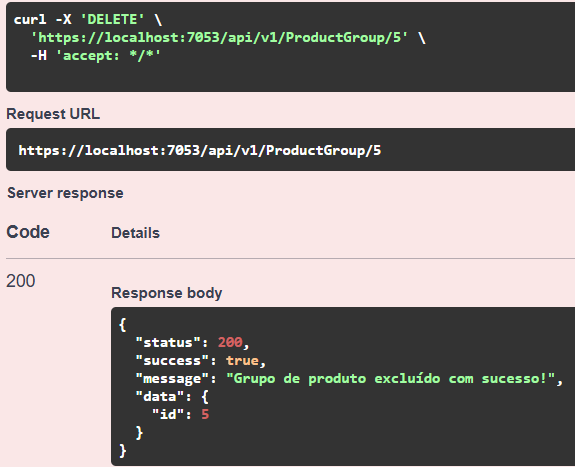 curl -X 'DELETE' \
'https://localhost:7053/api/v1/ProductGroup/5' \
-H 'accept: */*'
Request URL
https://localhost:7053/api/v1/ProductGroup/5
Server response
Code Details
200
Response body
{
"status": 200,
"success": true,
"message": "Grupo de produto excluído com sucesso!",
"data": {
"id": 5
}
}